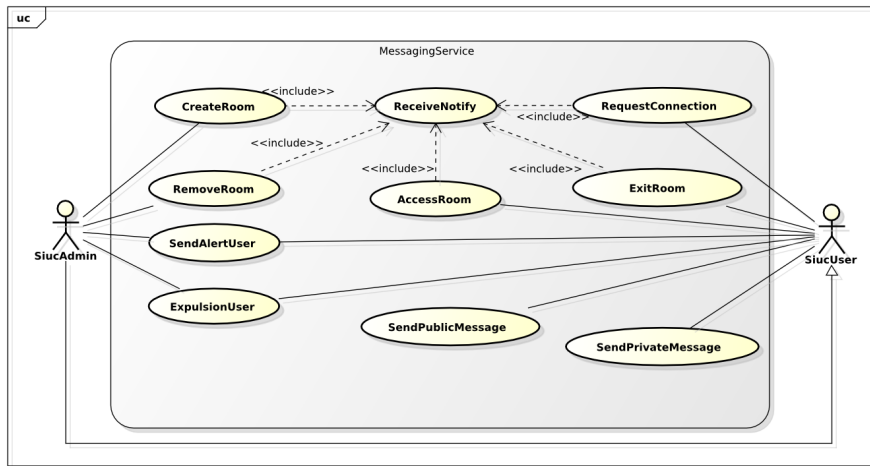 uc
MessagingService
<<include>>
CreateRoom
ReceiveNotify
RequestConnection
<<include>>
<<include>>
<<include>>
<<include>>
RemoveRoom
AccessRoom
ExitRoom
SendAlertUser
SiucAdmin
SiucUser
ExpulsionUser
SendPublicMessage
SendPrivateMessage